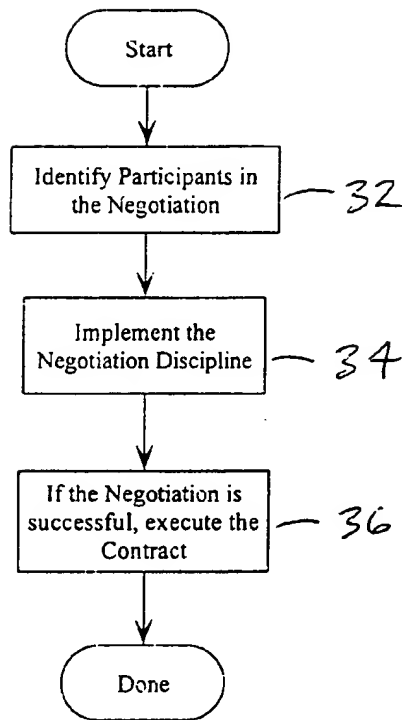 Start
Identify Participants in
the Negotiation
32
Implement the
Negotiation Discipline
34
If the Negotiation is
successful, execute the
Contract
36
Done